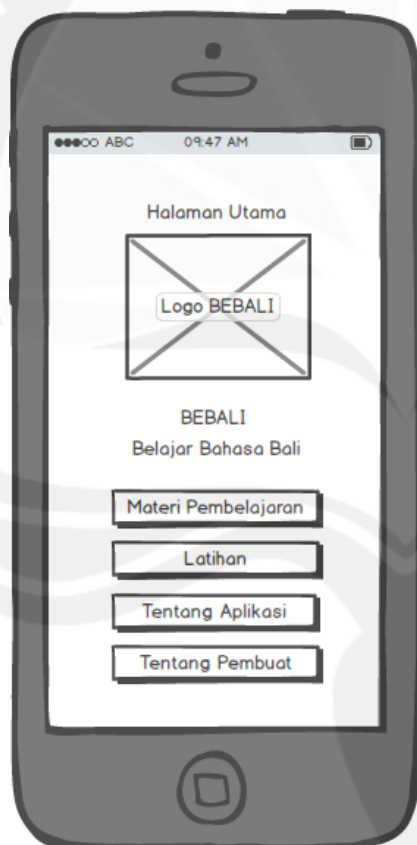 ABC 09:47 AM
Halaman Utama
Logo BEBALI
BEBALI
Belajar Bahasa Bali
Materi Pembelajaran
Latihan
Tentang Aplikasi
Tentang Pembuat